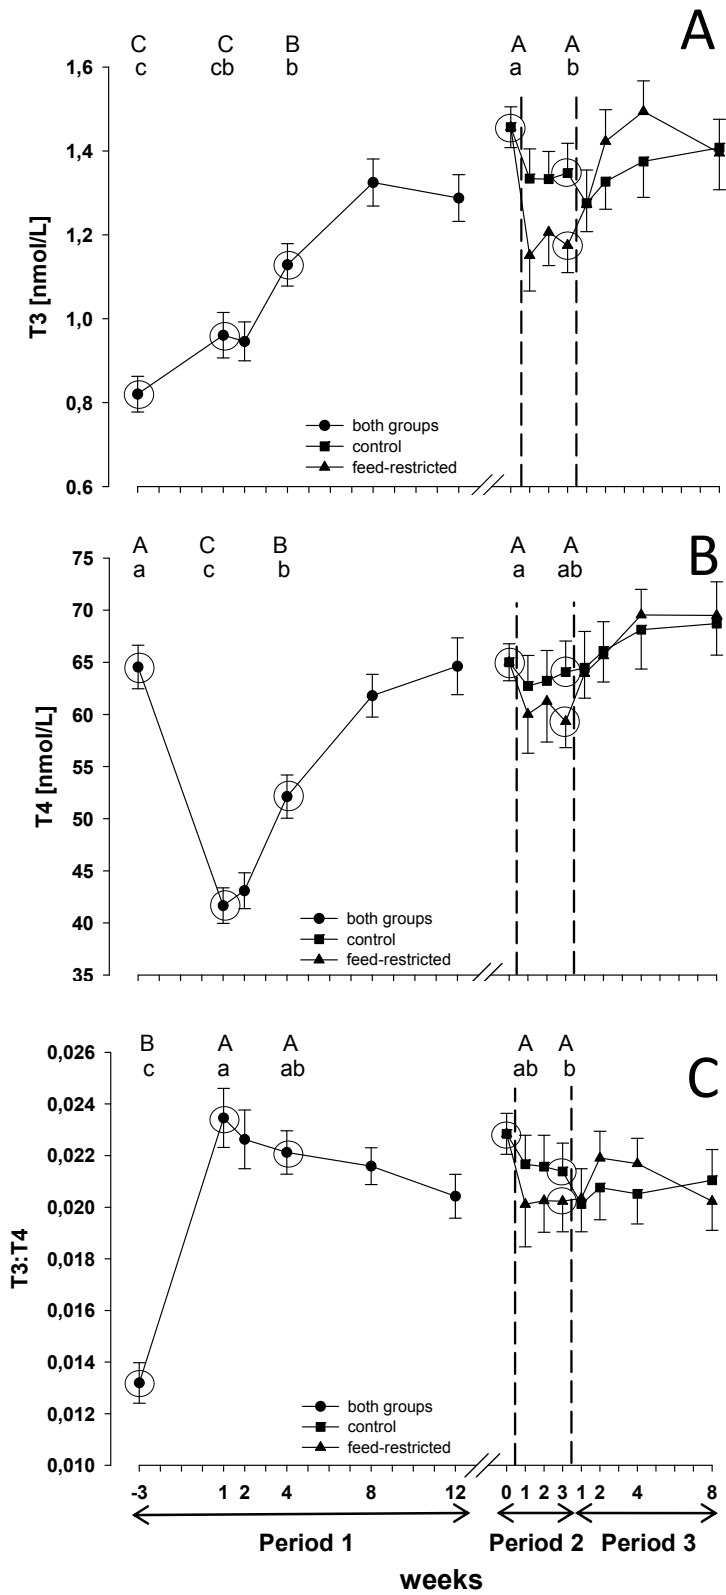 A
C C B A A
c cb b a b
1,6
1,4
1,2
1,0
0,8
0.6
T3 [nmol/L]
both groups
control
feed-restricted
B
A C B A A
a c b a ab
75
70
65
60
55
50
45
40
35
T4 [nmol/L]
both groups
control
feed-restricted
C
B A A A A
c a ab ab b
0,026
0,024
0,022
0,020
0,018
0,016
0,014
0,012
0,010
T3:T4
both groups
control
feed-restricted
-3 1 2 4 8 12 0 1 2 3 1 2 4 8
Period 1 Period 2 Period 3
weeks